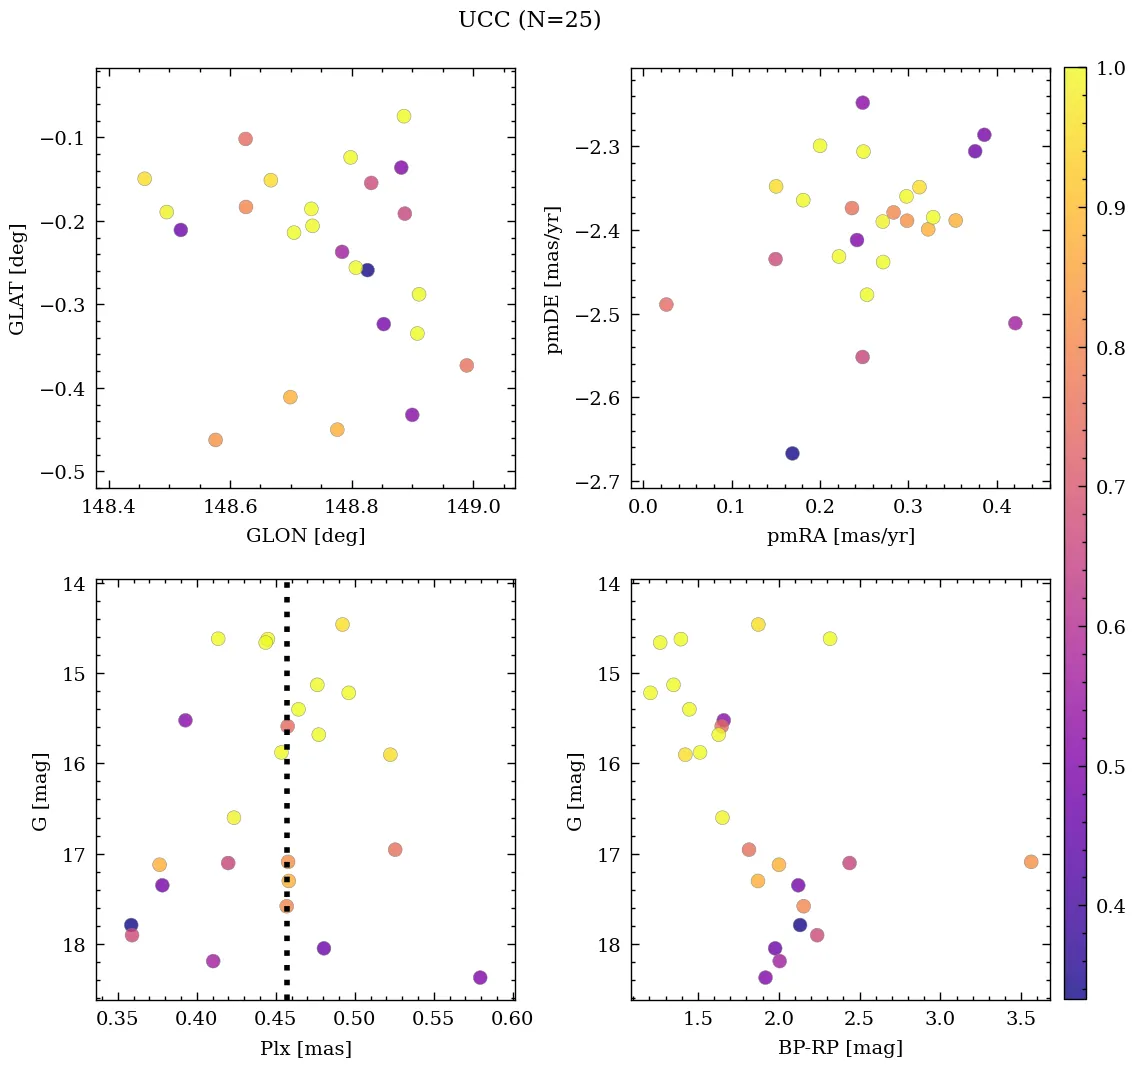 UCC (N=25)
−0.1
−0.2
−0.3
−0.4
−0.5
GLAT [deg]
148.4 148.6 148.8 149.0
GLON [deg]
−2.3
−2.4
−2.5
−2.6
−2.7
pmDE [mas/yr]
0.0 0.1 0.2 0.3 0.4
pmRA [mas/yr]
14
15
16
17
18
G [mag]
0.35 0.40 0.45 0.50 0.55 0.60
Plx [mas]
14
15
16
17
18
G [mag]
1.5 2.0 2.5 3.0 3.5
BP-RP [mag]
1.0
0.9
0.8
0.7
0.6
0.5
0.4